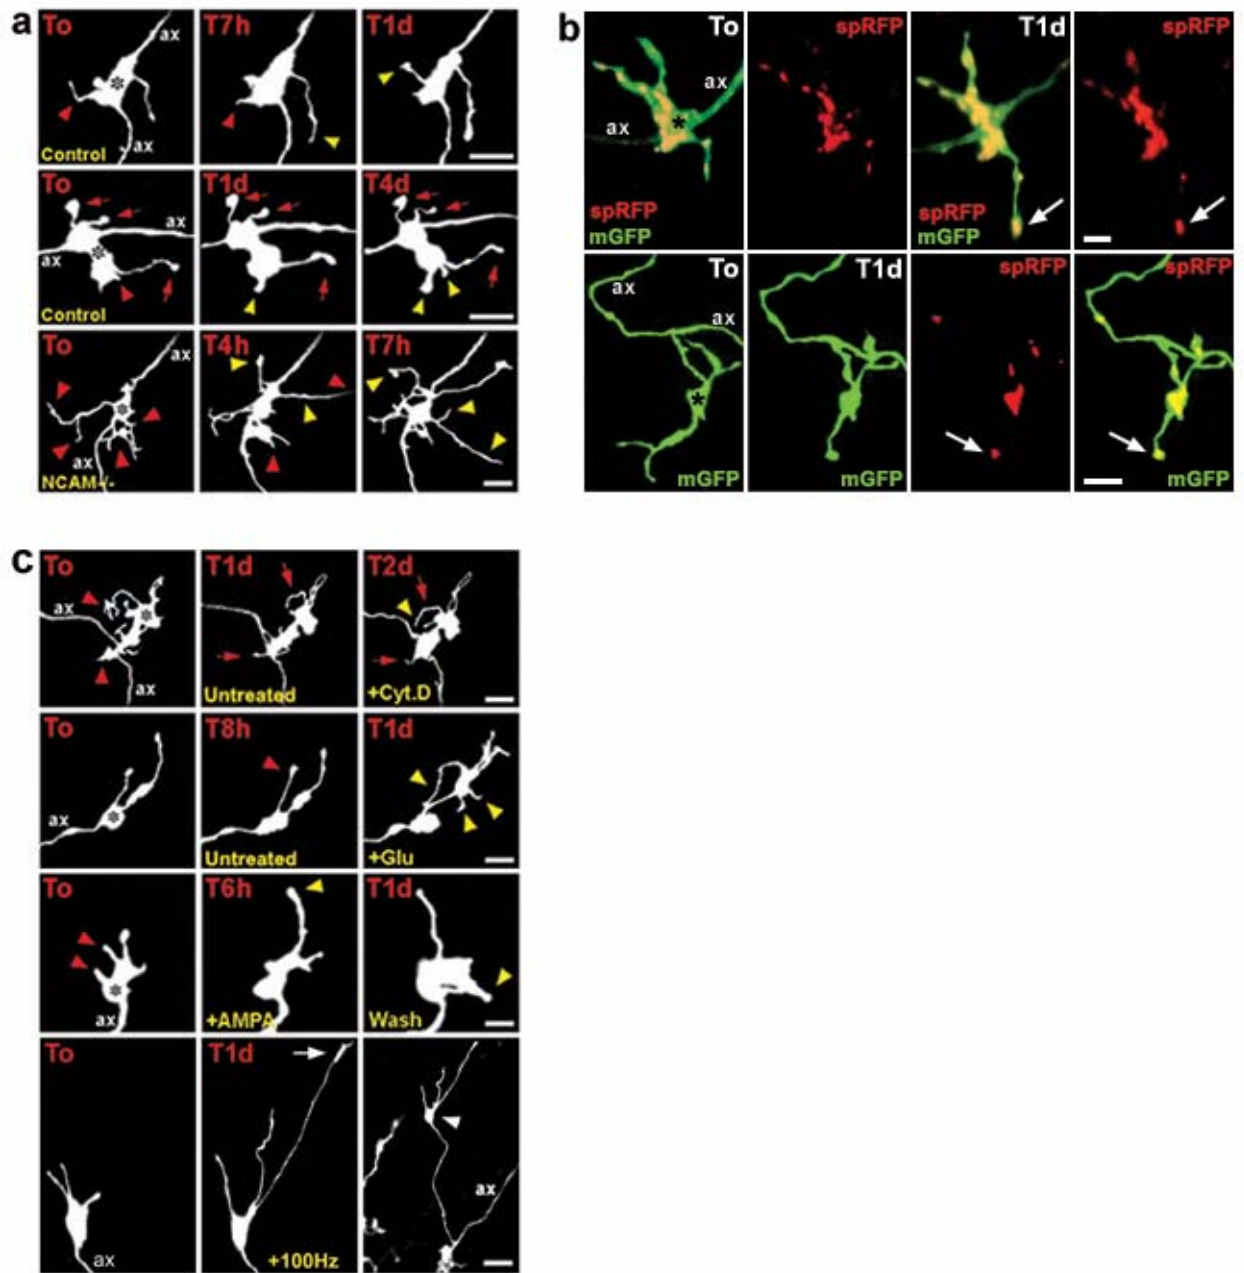 a
To
ax
ax
Control
T7h
T1d
To
ax
ax
Control
T1d
T4d
To
ax
ax
NCAM-/-
T4h
T7h
b
To
ax
ax
spRFP
mGFP
spRFP
T1d
spRFP
mGFP
spRFP
To
ax
ax
mGFP
T1d
mGFP
spRFP
spRFP
mGFP
c
To
ax
ax
T1d
Untreated
T2d
+Cyt.D
To
ax
T8h
Untreated
T1d
+Glu
To
ax
T6h
+AMPA
T1d
Wash
To
ax
T1d
+100Hz
ax